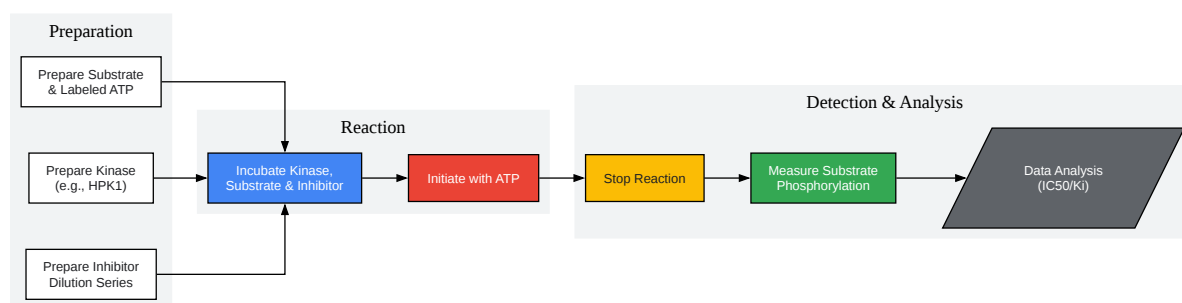 Preparation
Prepare Substrate
& Labeled ATP
Prepare Kinase
(e.g., HPK1)
Prepare Inhibitor
Dilution Series
Reaction
Incubate Kinase,
Substrate & Inhibitor
Initiate with ATP
Detection & Analysis
Stop Reaction
Measure Substrate
Phosphorylation
Data Analysis
(IC50/Ki)